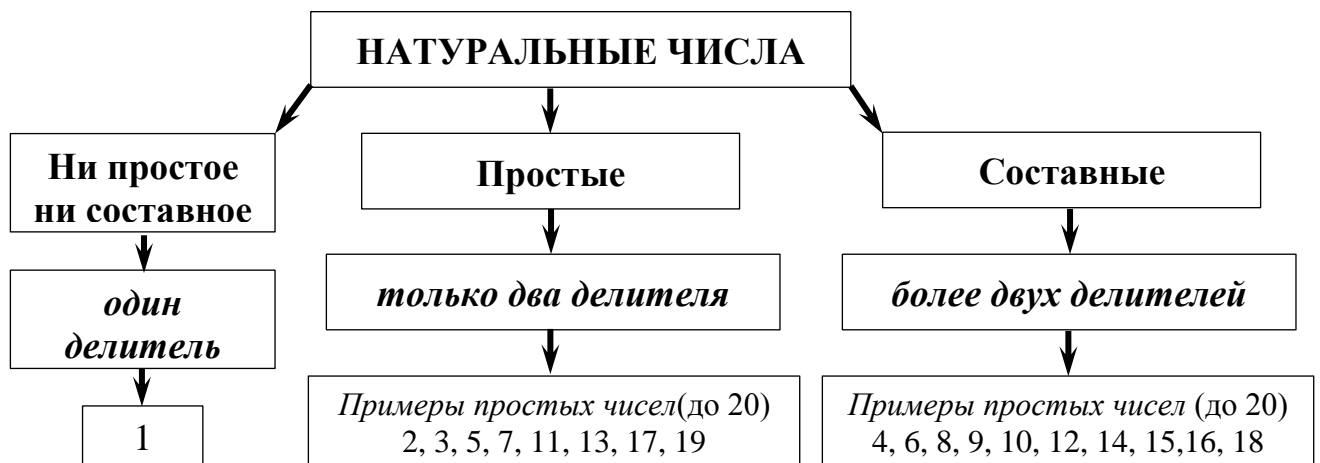 НАТУРАЛЬНЫЕ ЧИСЛА
Ни простое
ни составное
Простые
Составные
один
делитель
только два делителя
более двух делителей
1
Примеры простых чисел(до 20)
2, 3, 5, 7, 11, 13, 17, 19
Примеры простых чисел (до 20)
4, 6, 8, 9, 10, 12, 14, 15,16, 18